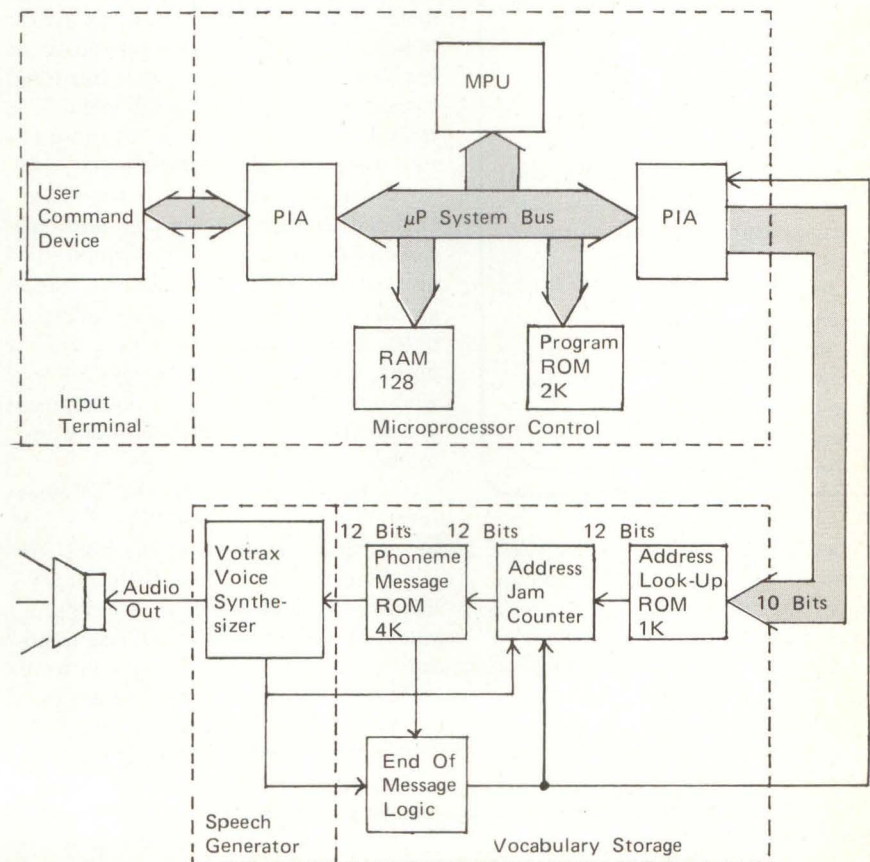 MPU
User
Command
Device
PIA
μP System Bus
PIA
RAM
128
Program
ROM
2K
Input
Terminal
Microprocessor Control
12 Bits
12 Bits
12 Bits
Votrax
Voice
Synthe-
sizer
Phoneme
Message
ROM
4K
Address
Jam
Counter
Address
Look-Up
ROM
1K
10 Bits
Audio
Out
End Of
Message
Logic
Speech
Generator
Vocabulary Storage